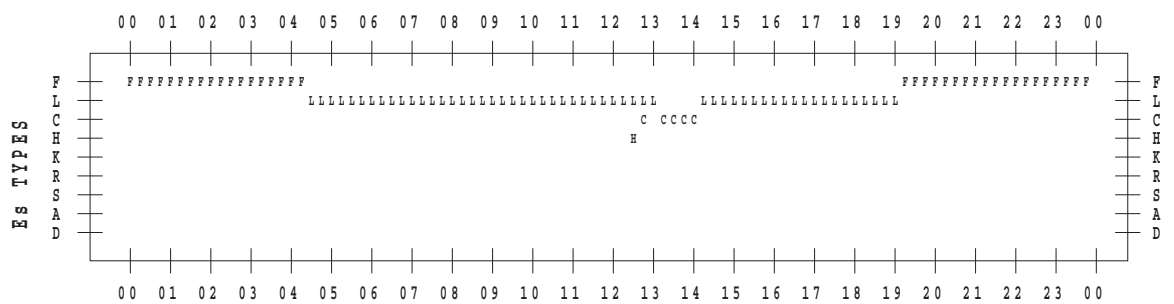 00 01 02 03 04 05 06 07 08 09 10 11 12 13 14 15 16 17 18 19 20 21 22 23 00
F FFFFFFFFFFFFFFFFFF FFFFFFFFFFFFFFFFFFF F
L LLLLLLLLLLLLLLLLLLLLLLLLLLLLLLLLLLL LLLLLLLLLLLLLLLLLLLL L
C C CCCC C
H H H
K K
R R
S S
A A
D D
Es TYPES
00 01 02 03 04 05 06 07 08 09 10 11 12 13 14 15 16 17 18 19 20 21 22 23 00